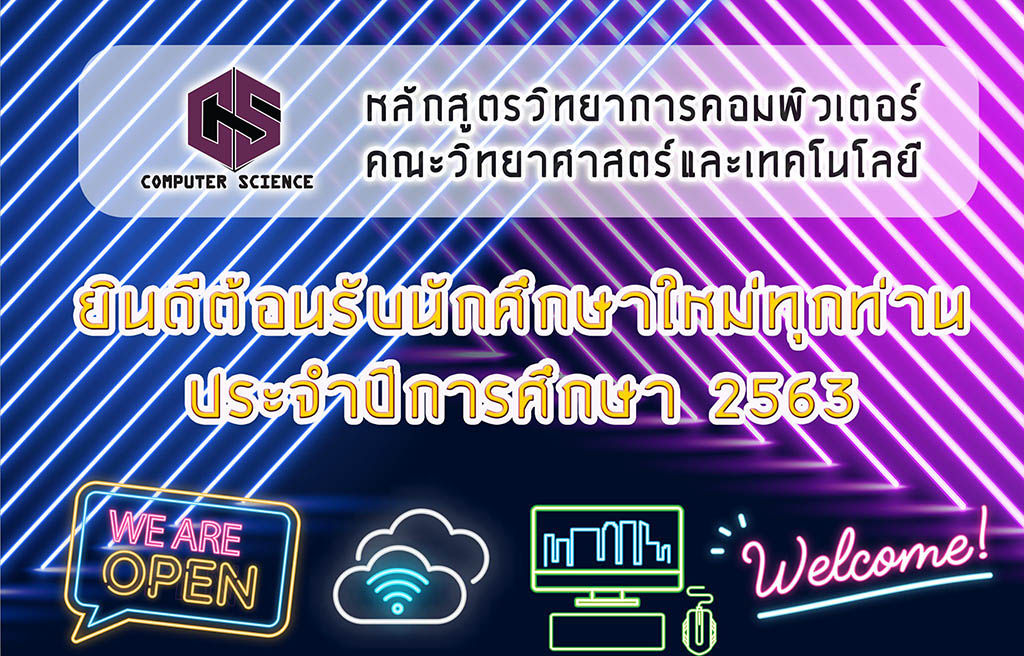 CS
COMPUTER SCIENCE
หลักสูตรวิทยาการคอมพิวเตอร์
คณะวิทยาศาสตร์และเทคโนโลยี
ยินดีต้อนรับนักศึกษาใหม่ทุกท่าน
ประจำปีการศึกษา 2563
WE ARE
OPEN
Welcome!